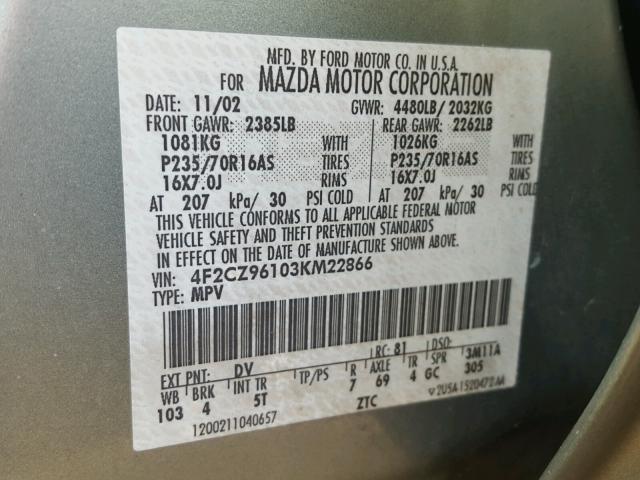 MFD. BY FORD MOTOR CO. IN U.S.A.
FOR MAZDA MOTOR CORPORATION
DATE: 11/02 GVWR: 4480LB/ 2032KG
FRONT GAWR: 2385LB REAR GAWR: 2262LB
1081KG WITH 1026KG WITH
P235/70R16AS TIRES P235/70R16AS TIRES
16X7.0J RIMS 16X7.0J RIMS
AT 207 kPa/ 30 PSI COLD AT 207 kPa/ 30 PSI COLD
THIS VEHICLE CONFORMS TO ALL APPLICABLE FEDERAL MOTOR
VEHICLE SAFETY AND THEFT PREVENTION STANDARDS
IN EFFECT ON THE DATE OF MANUFACTURE SHOWN ABOVE.
VIN: 4F2CZ96103KM22866
TYPE: MPV
EXT PNT: DV RC: 81 DSO:
WB BRK INT TR TP/PS R AXLE TR SPR 3M11A
103 4 5T 7 69 4 GC 305
1200211040657 ZTC V2U5A1520472AA